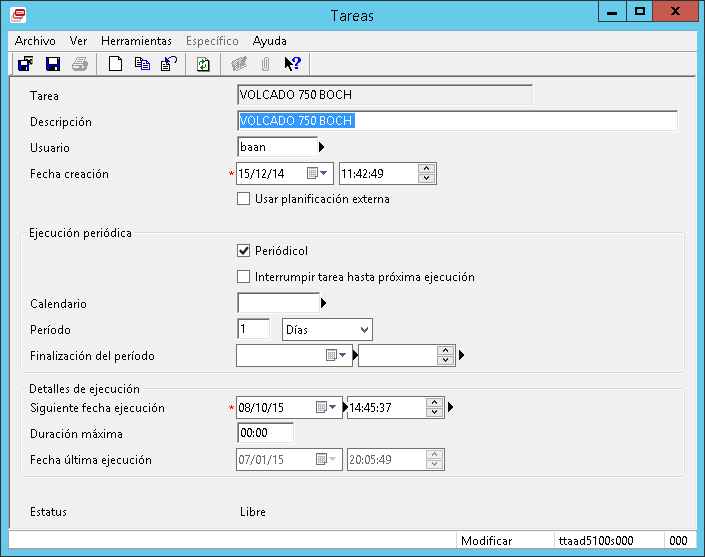 Tareas
Archivo Ver Herramientas Específico Ayuda
Tarea VOLCADO 750 BOCH
Descripción VOLCADO 750 BOCH
Usuario baan
Fecha creación * 15/12/14 11:42:49
Usar planificación externa
Ejecución periódica
Periódicol
Interrumpir tarea hasta próxima ejecución
Calendario
Período 1 Días
Finalización del período
Detalles de ejecución
Siguiente fecha ejecución * 08/10/15 14:45:37
Duración máxima 00:00
Fecha última ejecución 07/01/15 20:05:49
Estatus Libre
Modificar ttaad5100s000 000